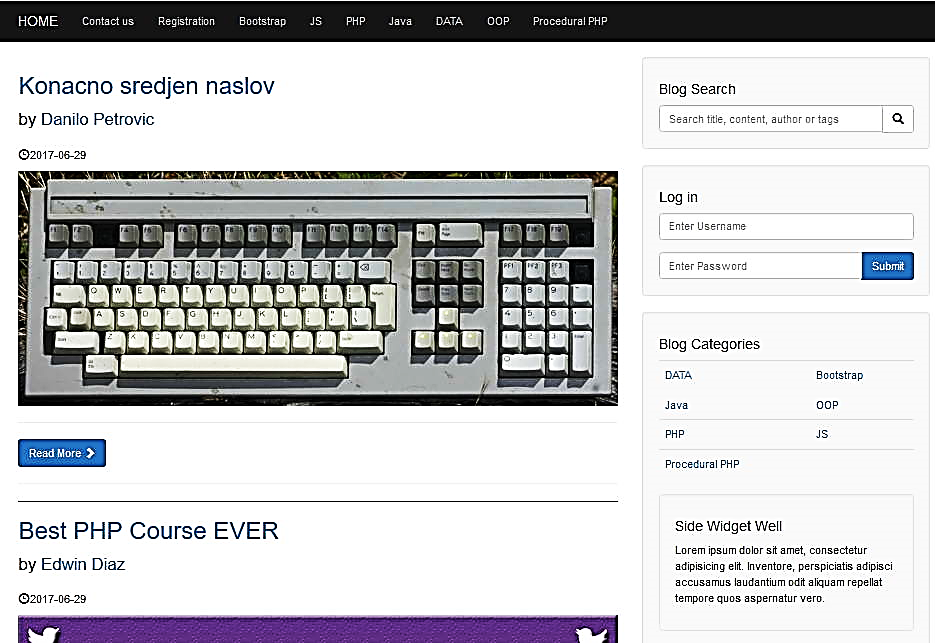 HOME Contact us Registration Bootstrap JS PHP Java DATA OOP Procedural PHP
Konacno sredjen naslov
by Danilo Petrovic
2017-06-29
Read More
Best PHP Course EVER
by Edwin Diaz
2017-06-29
Blog Search
Search title, content, author or tags
Log in
Enter Username
Enter Password
Submit
Blog Categories
DATA Bootstrap
Java OOP
PHP JS
Procedural PHP
Side Widget Well
Lorem ipsum dolor sit amet, consectetur
adipisicing elit. Inventore, perspiciatis adipisci
accusamus laudantium odit aliquam repellat
tempore quos aspernatur vero.